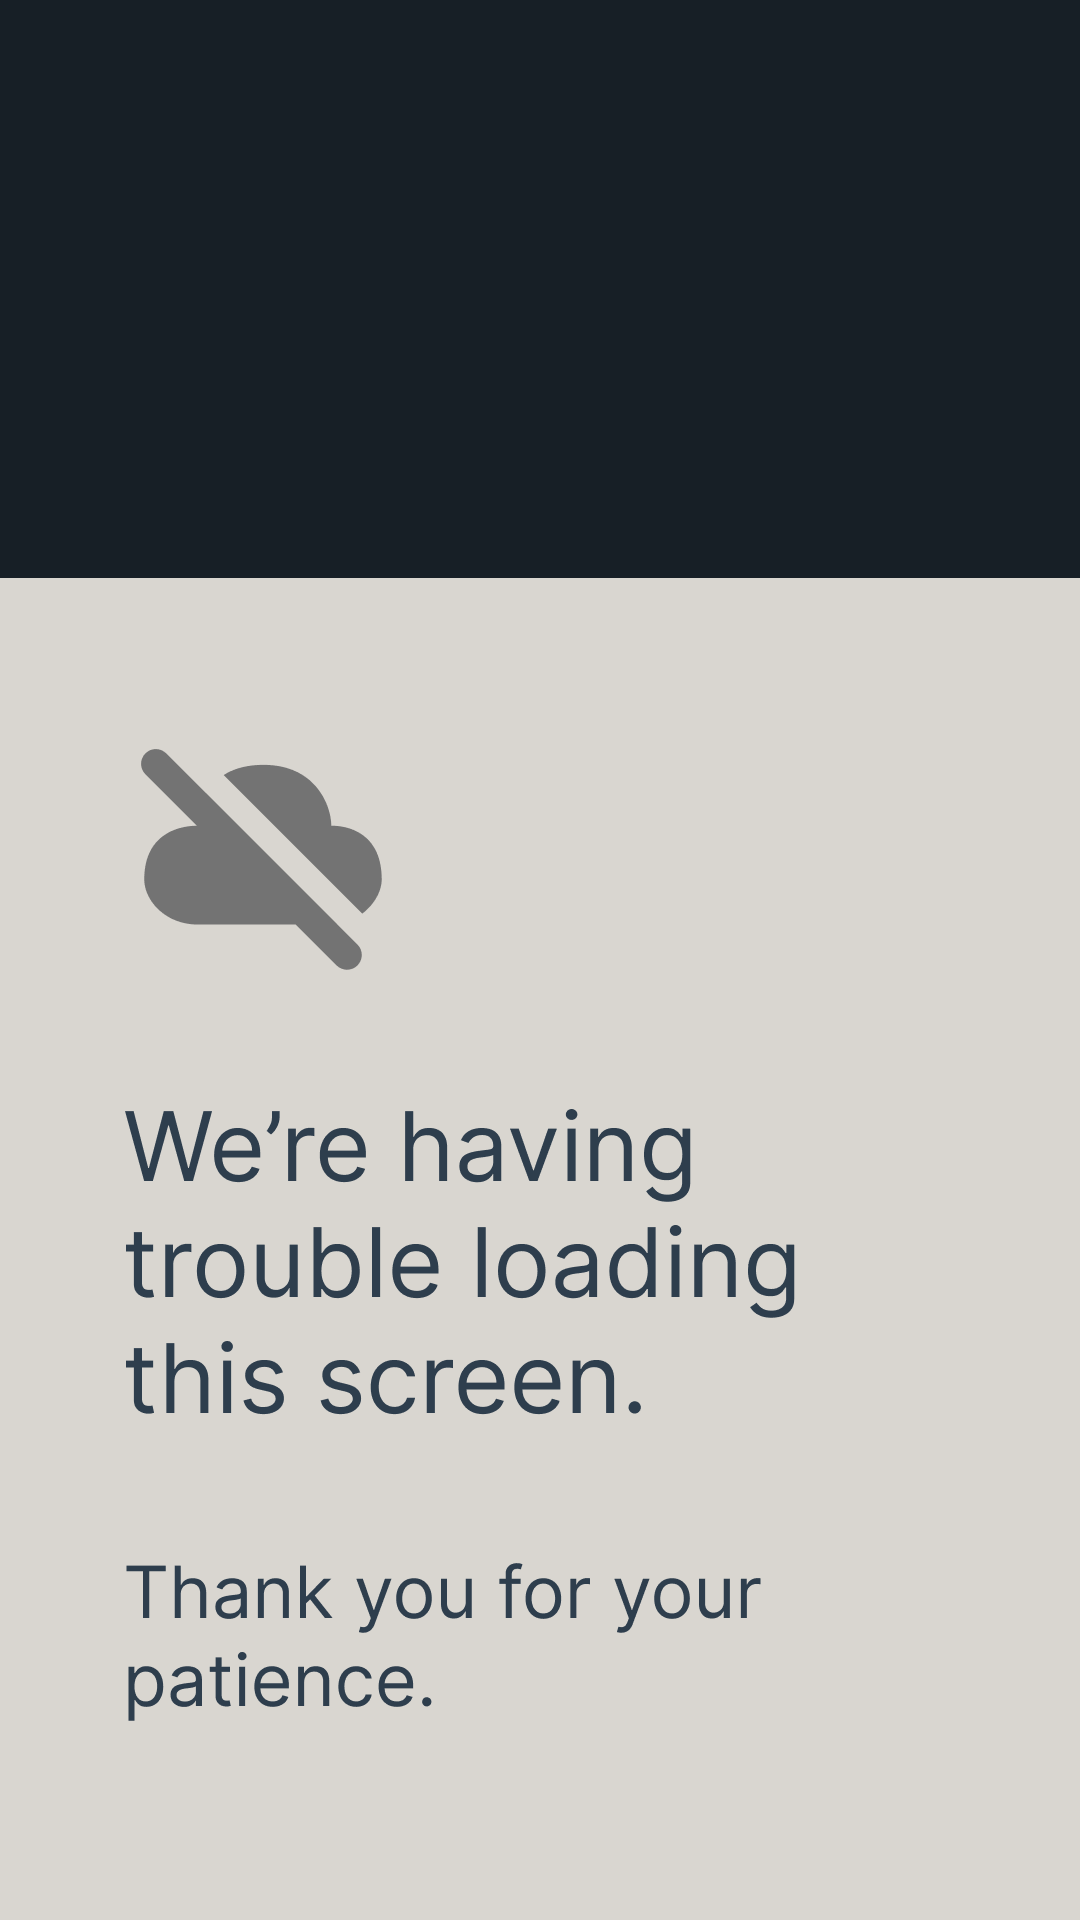 We’re having
trouble loading
this screen.
Thank you for your
patience.